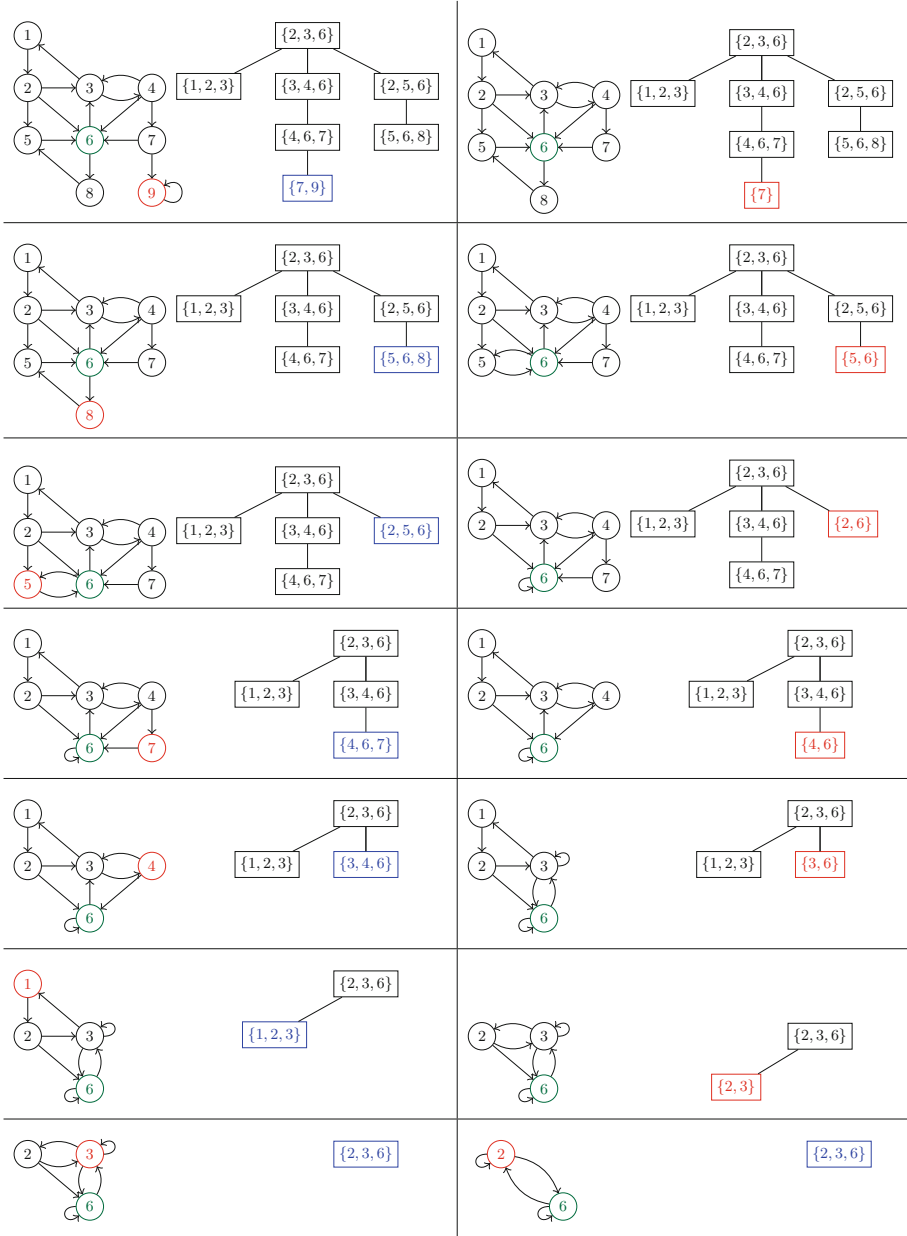 1 {2, 3, 6}
2 3 4 {1, 2, 3} {3, 4, 6} {2, 5, 6}
5 6 7 {4, 6, 7} {5, 6, 8}
8 9 {7, 9}
1 {2, 3, 6}
2 3 4 {1, 2, 3} {3, 4, 6} {2, 5, 6}
5 6 7 {4, 6, 7} {5, 6, 8}
8 {7}
1 {2, 3, 6}
2 3 4 {1, 2, 3} {3, 4, 6} {2, 5, 6}
5 6 7 {4, 6, 7} {5, 6, 8}
8
1 {2, 3, 6}
2 3 4 {1, 2, 3} {3, 4, 6} {2, 5, 6}
5 6 7 {4, 6, 7} {5, 6}
1 {2, 3, 6}
2 3 4 {1, 2, 3} {3, 4, 6} {2, 5, 6}
5 6 7 {4, 6, 7}
1 {2, 3, 6}
2 3 4 {1, 2, 3} {3, 4, 6} {2, 6}
6 7 {4, 6, 7}
1 {2, 3, 6}
2 3 4 {1, 2, 3} {3, 4, 6}
6 7 {4, 6, 7}
1 {2, 3, 6}
2 3 4 {1, 2, 3} {3, 4, 6}
6 {4, 6}
1 {2, 3, 6}
2 3 4 {1, 2, 3} {3, 4, 6}
6
1 {2, 3, 6}
2 3 {1, 2, 3} {3, 6}
6
1 {2, 3, 6}
2 3 {1, 2, 3}
6
2 3 {2, 3, 6}
6 {2, 3}
2 3 {2, 3, 6}
6
2 {2, 3, 6}
6